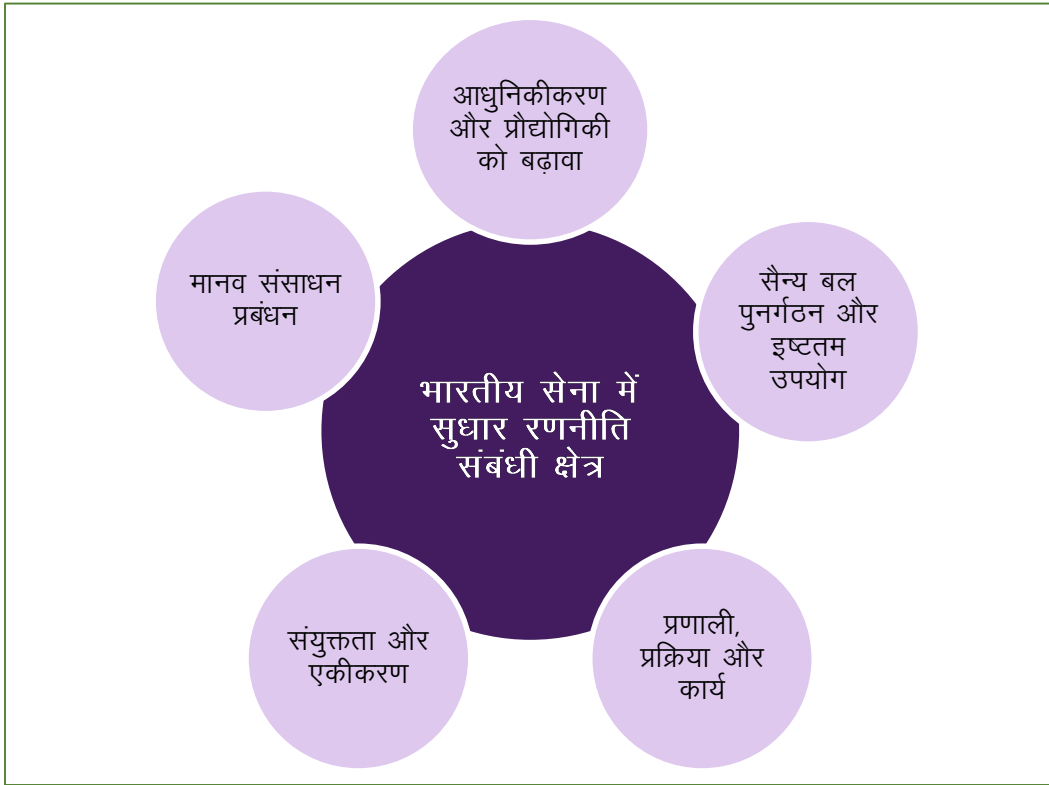 आधुनिकीकरण
और प्रौद्योगिकी
को बढ़ावा
सैन्य बल
पुनर्गठन और
इष्टतम
उपयोग
प्रणाली,
प्रक्रिया और
कार्य
संयुक्तता और
एकीकरण
मानव संसाधन
प्रबंधन
भारतीय सेना में
सुधार रणनीति
संबंधी क्षेत्र